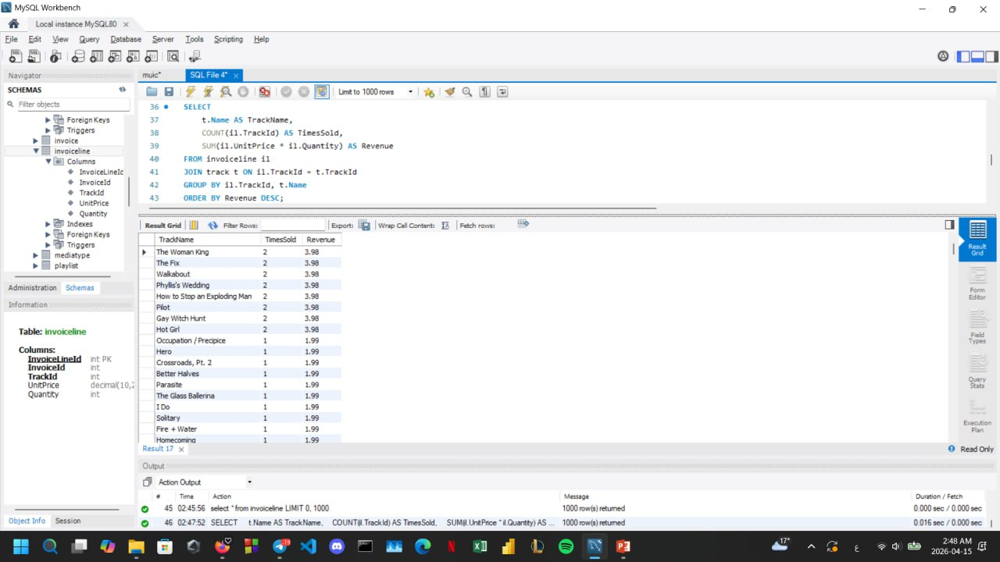 MySQL Workbench
Local instance MySQL80
File Edit View Query Database Server Tools Scripting Help
Navigator
SCHEMAS
Filter objects
Foreign Keys
Triggers
invoice
invoiceline
Columns
InvoiceLineId
InvoiceId
TrackId
UnitPrice
Quantity
Indexes
Foreign Keys
Triggers
mediatype
playlist
Administration Schemas
Information
Table: invoiceline
Columns:
InvoiceLineId int PK
InvoiceId int
TrackId int
UnitPrice decimal(10,2
Quantity int
Object Info Session
muic* SQL File 4*
Limit to 1000 rows
36 SELECT
37 t.Name AS TrackName,
38 COUNT(il.TrackId) AS TimesSold,
39 SUM(il.UnitPrice * il.Quantity) AS Revenue
40 FROM invoiceline il
41 JOIN track t ON il.TrackId = t.TrackId
42 GROUP BY il.TrackId, t.Name
43 ORDER BY Revenue DESC;
Result Grid Filter Rows: Export: Wrap Cell Content: Fetch rows:
TrackName TimesSold Revenue
The Woman King 2 3.98
The Fix 2 3.98
Walkabout 2 3.98
Phyllis's Wedding 2 3.98
How to Stop an Exploding Man 2 3.98
Pilot 2 3.98
Gay Witch Hunt 2 3.98
Hot Girl 2 3.98
Occupation / Precipice 1 1.99
Hero 1 1.99
Crossroads, Pt. 2 1 1.99
Better Halves 1 1.99
Parasite 1 1.99
The Glass Ballerina 1 1.99
I Do 1 1.99
Solitary 1 1.99
Fire + Water 1 1.99
Homecoming 1 1.99
Result 17
Result
Grid
Form
Editor
Field
Types
Query
Stats
Execution
Plan
Read Only
Output
Action Output
# Time Action Message Duration / Fetch
45 02:45:56 select * from invoiceline LIMIT 0, 1000 1000 row(s) returned 0.000 sec / 0.000 sec
46 02:47:52 SELECT t.Name AS TrackName, COUNT(il.TrackId) AS TimesSold, SUM(il.UnitPrice * il.Quantity) AS ... 1000 row(s) returned 0.016 sec / 0.000 sec
19
17°
ع
2:48 AM
2026-04-15